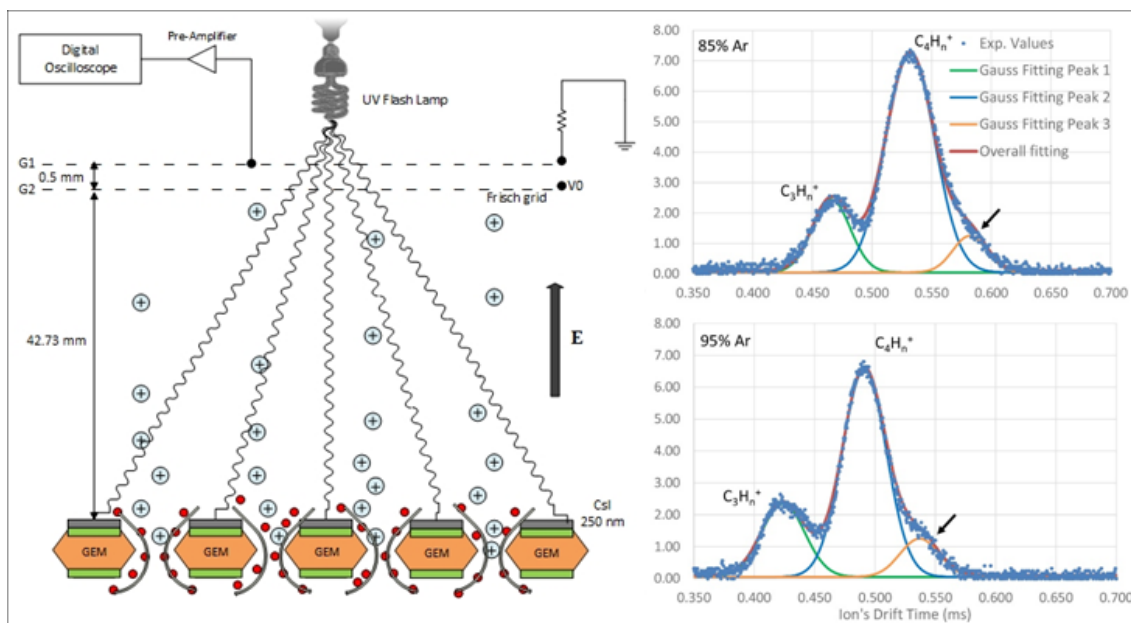 Digital
Oscilloscope
Pre-Amplifier
UV Flash Lamp
G1
0.5 mm
G2
V0
Frisch grid
42.73 mm
E
CsI
250 nm
GEM
GEM
GEM
GEM
GEM
85% Ar
C₄Hₙ⁺
C₃Hₙ⁺
Exp. Values
Gauss Fitting Peak 1
Gauss Fitting Peak 2
Gauss Fitting Peak 3
Overall fitting
8.00
7.00
6.00
5.00
4.00
3.00
2.00
1.00
0.00
0.350 0.400 0.450 0.500 0.550 0.600 0.650 0.700
95% Ar
C₄Hₙ⁺
C₃Hₙ⁺
8.00
7.00
6.00
5.00
4.00
3.00
2.00
1.00
0.00
0.350 0.400 0.450 0.500 0.550 0.600 0.650 0.700
Ion's Drift Time (ms)